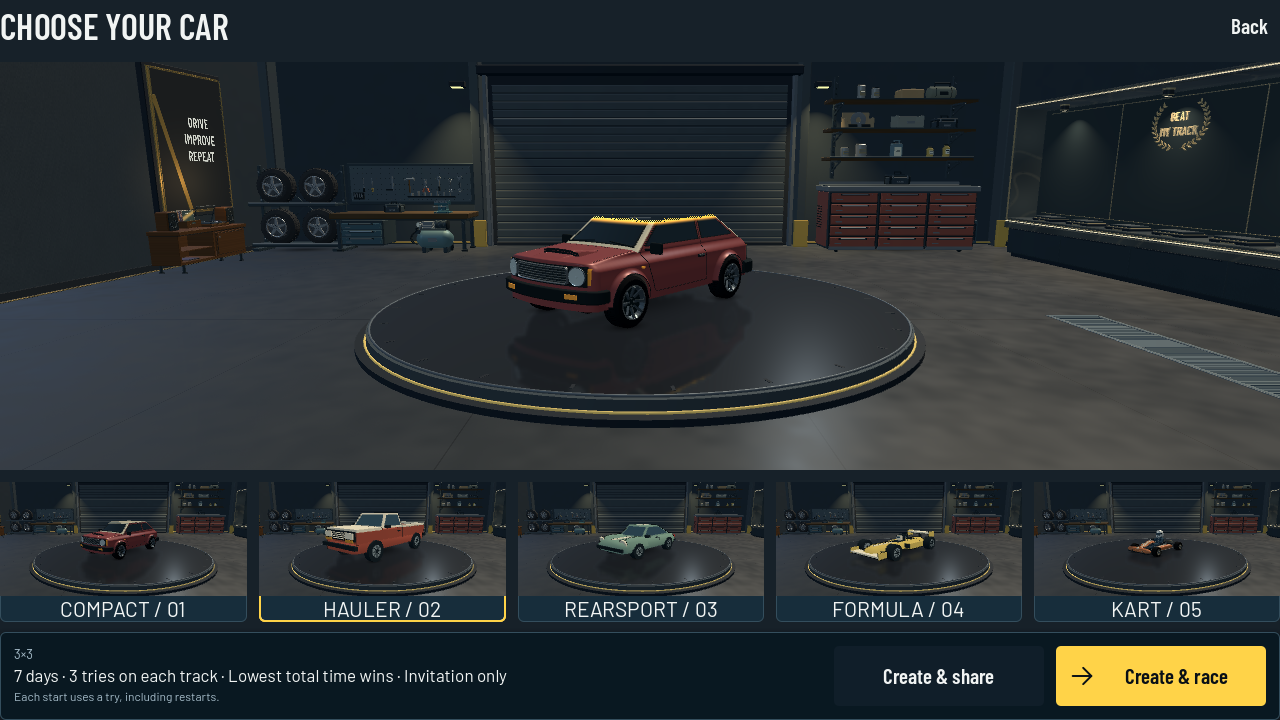 CHOOSE YOUR CAR
Back
DRIVE
IMPROVE
REPEAT
BEAT
MY TRACK
COMPACT / 01
HAULER / 02
REARSPORT / 03
FORMULA / 04
KART / 05
3×3
7 days · 3 tries on each track · Lowest total time wins · Invitation only
Each start uses a try, including restarts.
Create & share
Create & race